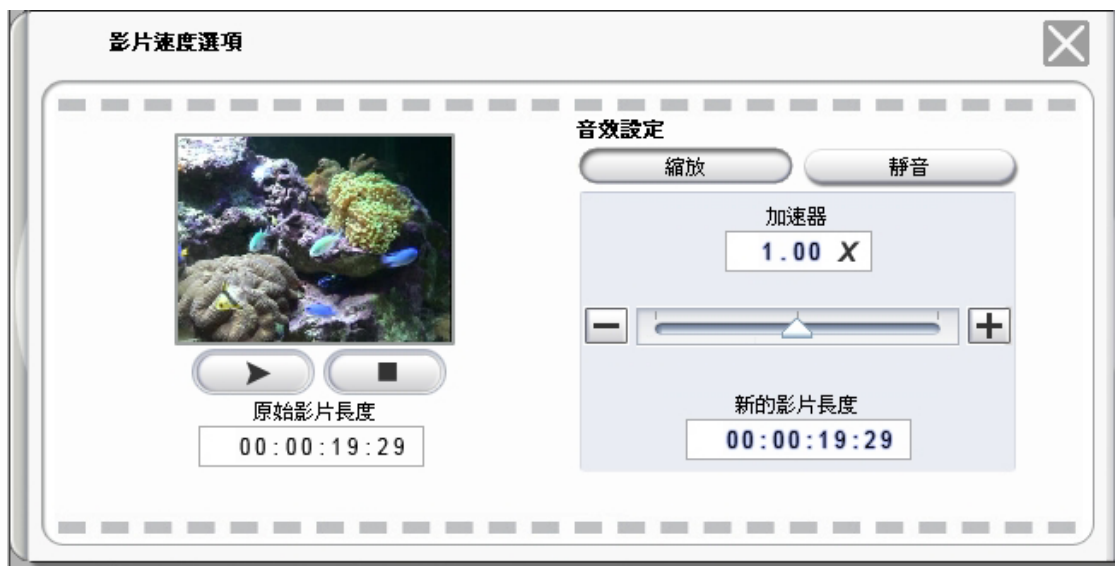 影片速度選項
音效設定
縮放
靜音
加速器
1.00 X
原始影片長度
00:00:19:29
新的影片長度
00:00:19:29